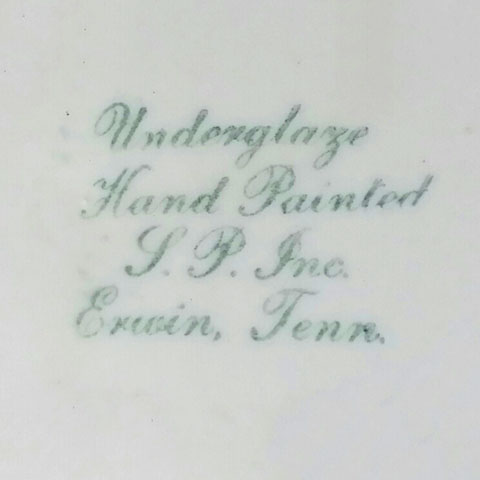 Underglaze
Hand Painted
S. P. Inc.
Erwin, Tenn.